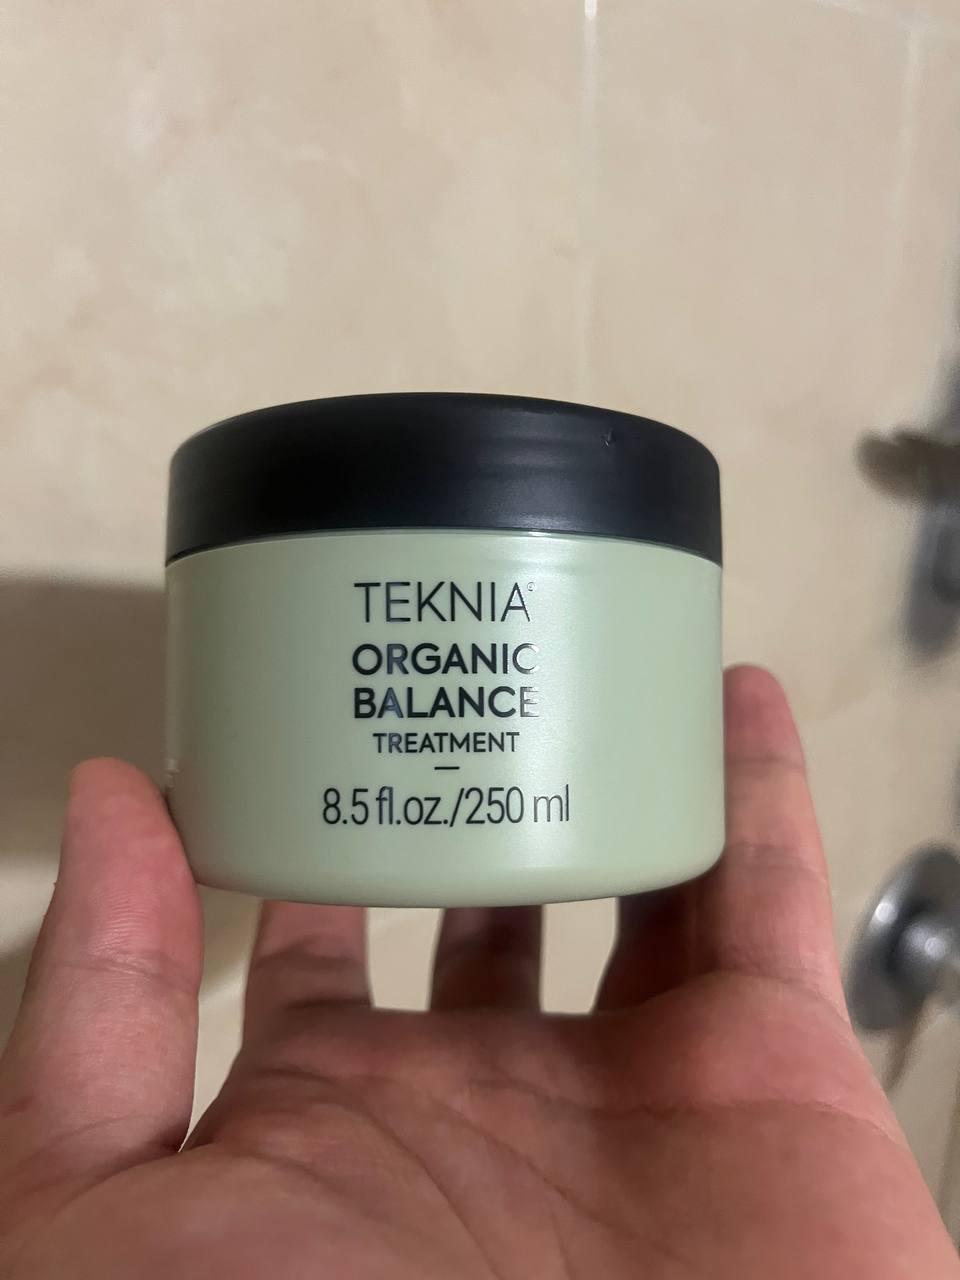 TEKNIA
ORGANIC
BALANCE
TREATMENT
8.5 fl.oz./250 ml